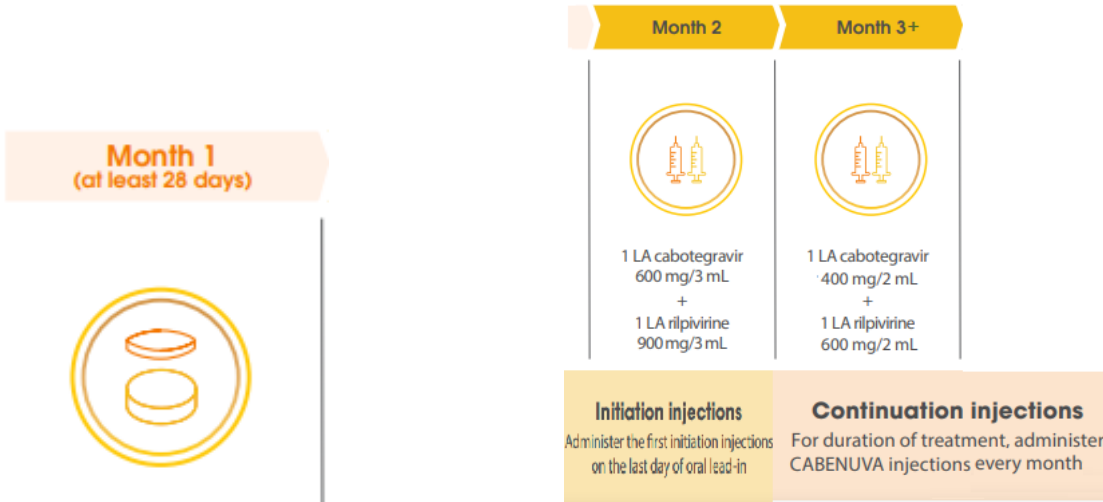 Month 1
(at least 28 days)
Month 2
Month 3+
1 LA cabotegravir
600 mg/3 mL
+
1 LA rilpivirine
900 mg/3 mL
1 LA cabotegravir
400 mg/2 mL
+
1 LA rilpivirine
600 mg/2 mL
Initiation injections
Administer the first initiation injections
on the last day of oral lead-in
Continuation injections
For duration of treatment, administer
CABENUVA injections every month